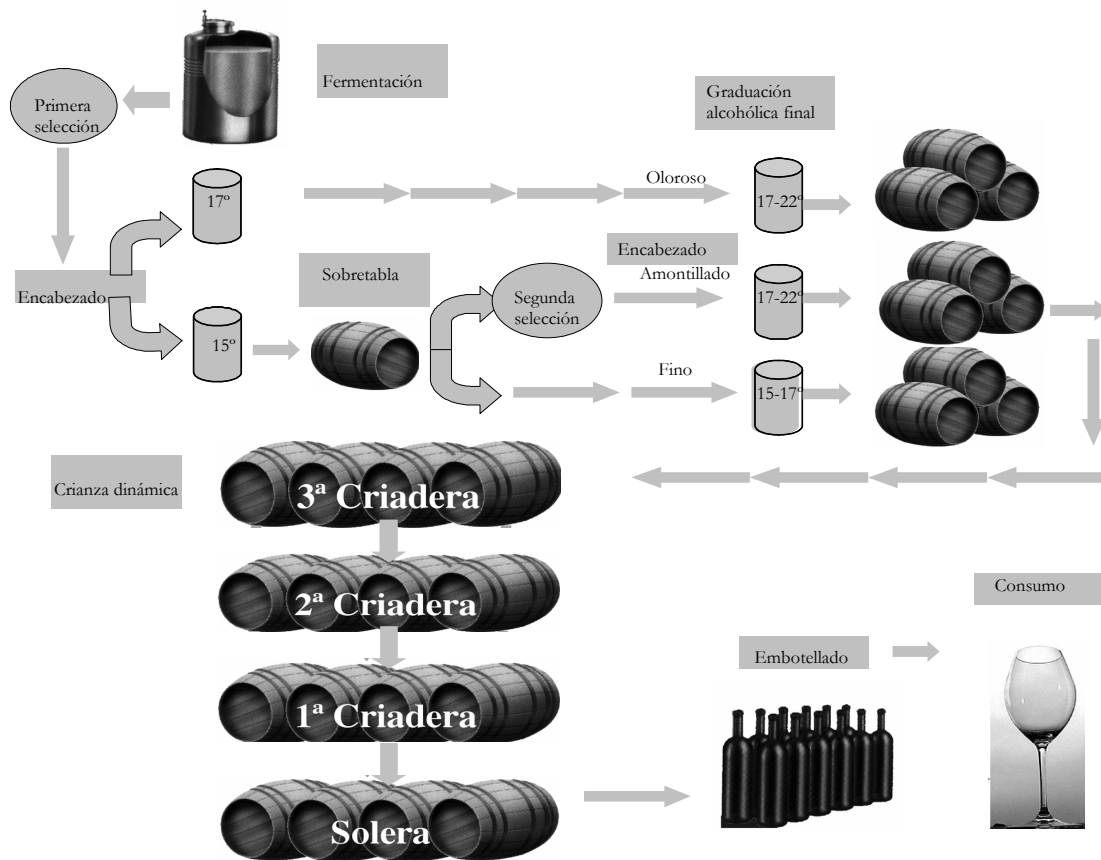 Fermentación
Primera
selección
Graduación
alcohólica final
17º
Oloroso
17-22º
Encabezado
Sobretabla
Segunda
selección
Encabezado
Amontillado
17-22º
15º
Fino
15-17º
Crianza dinámica
3ª Criadera
2ª Criadera
1ª Criadera
Solera
Embotellado
Consumo